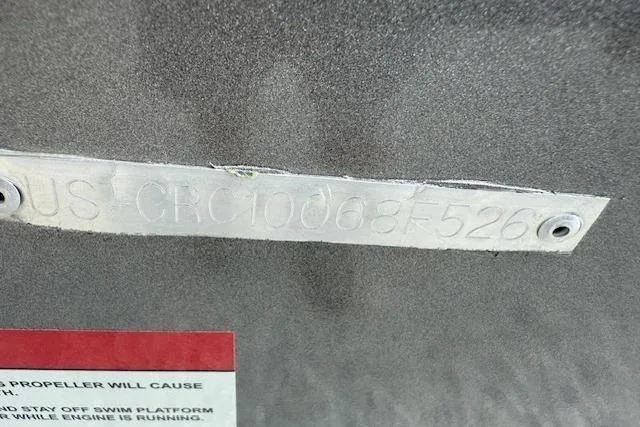 US-CRC10068F526
S PROPELLER WILL CAUSE
TH.
ND STAY OFF SWIM PLATFORM
R WHILE ENGINE IS RUNNING.